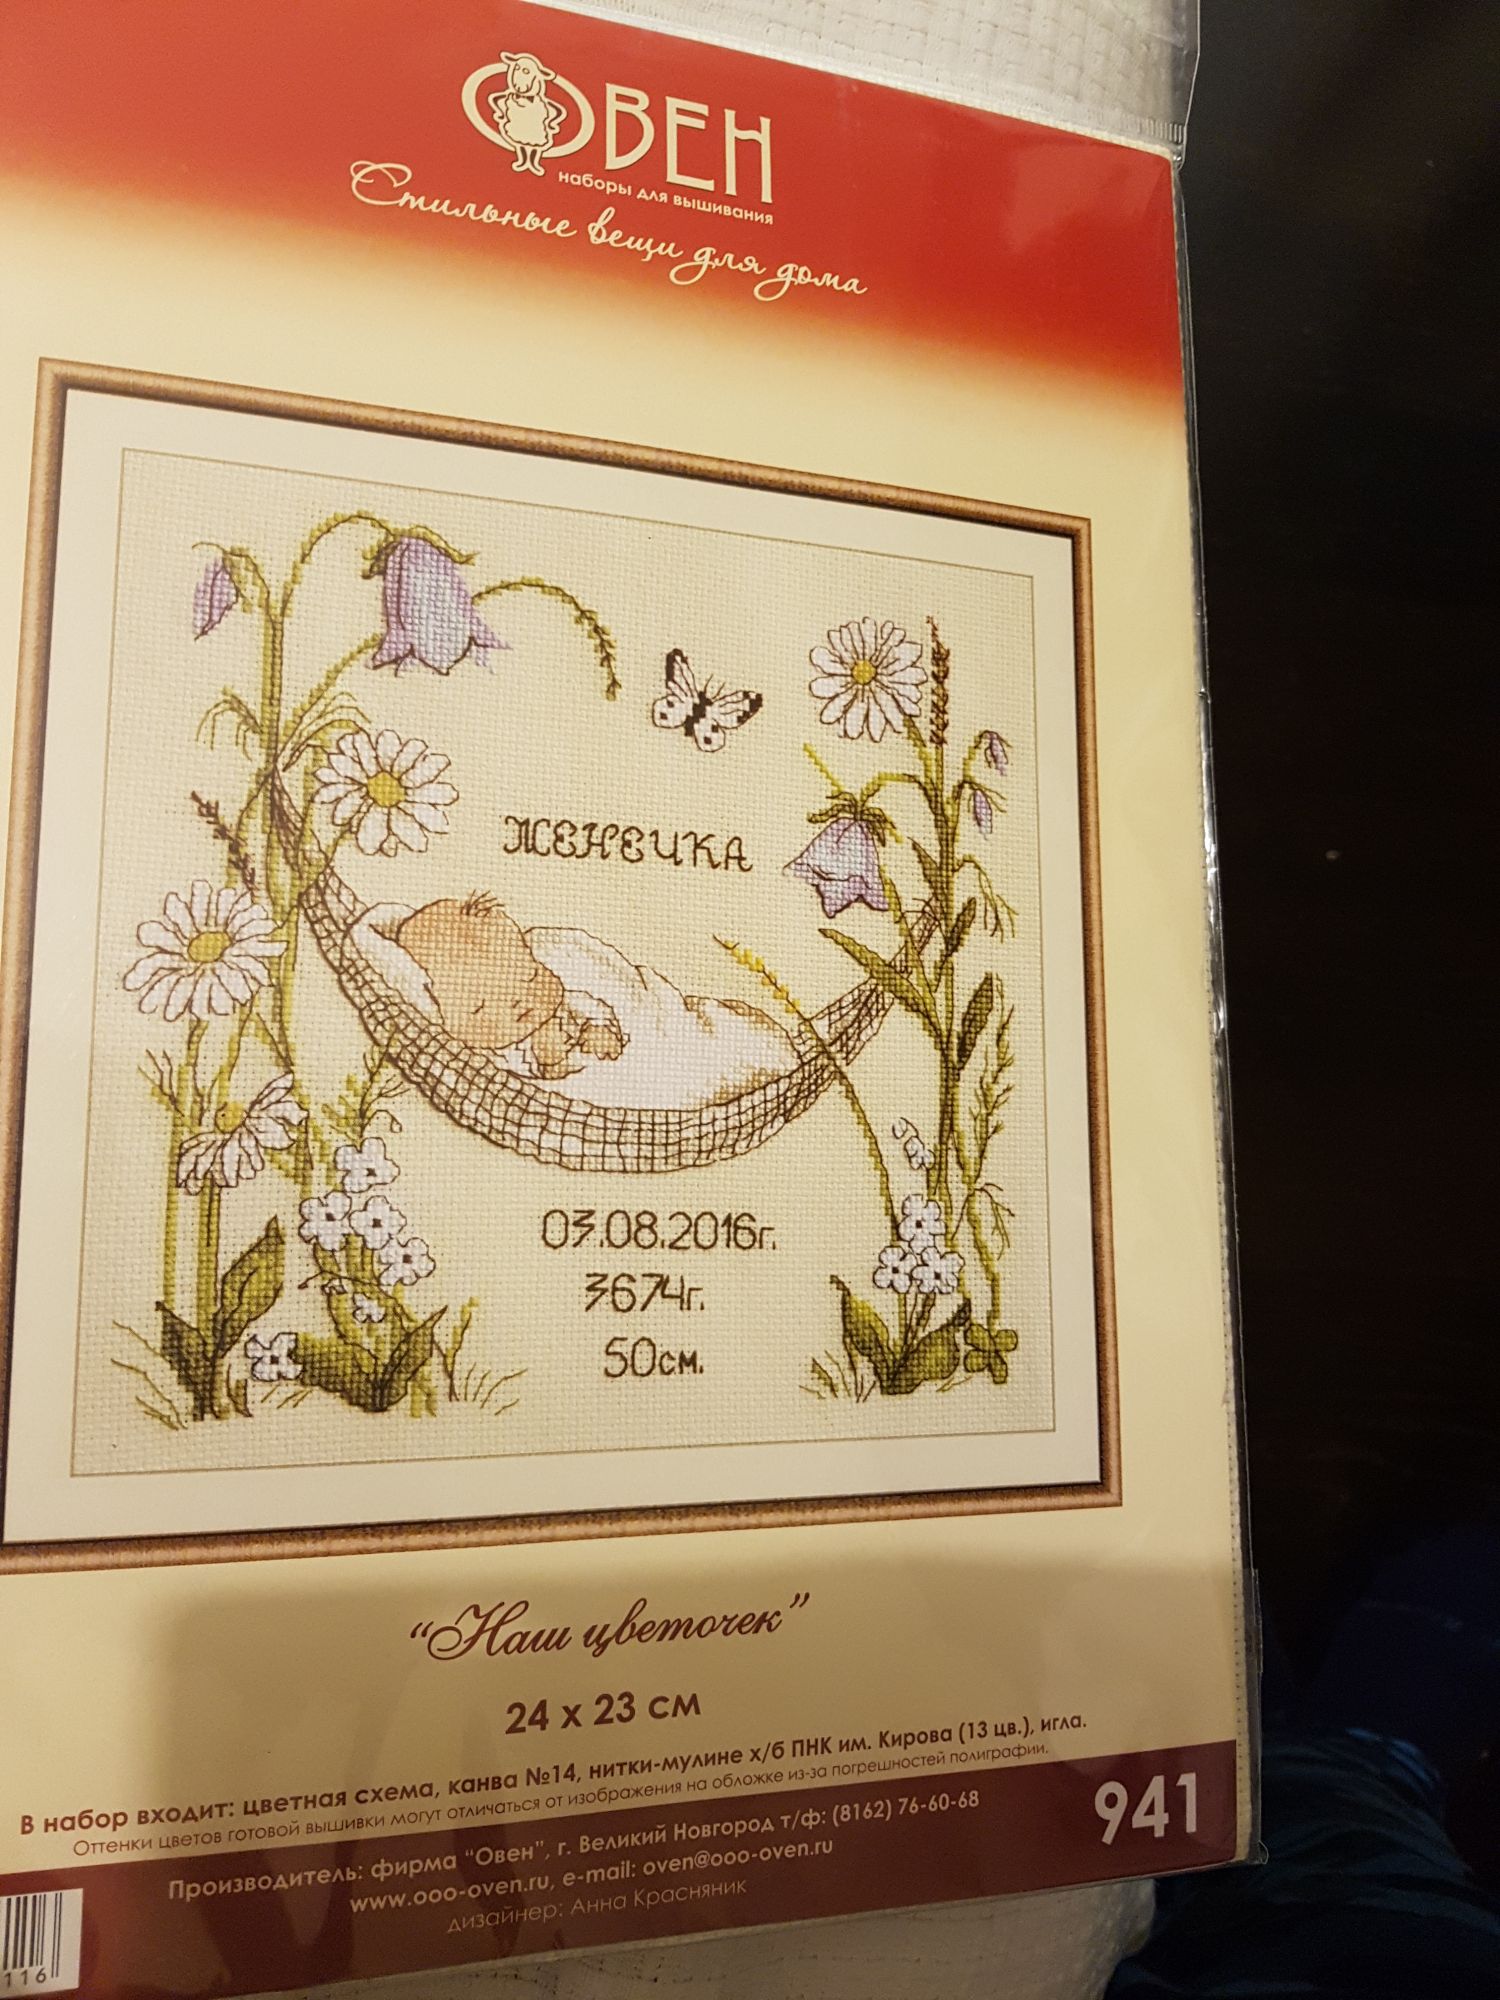 ОВЕН
наборы для вышивания
Стильные вещи для дома
ЖЕНЕЧКА
03.08.2016г.
3674г.
50см.
“Наш цветочек”
24 х 23 см
В набор входит: цветная схема, канва №14, нитки-мулине х/б ПНК им. Кирова (13 цв.), игла.
Оттенки цветов готовой вышивки могут отличаться от изображения на обложке из-за погрешностей полиграфии.
Производитель: фирма “Овен”, г. Великий Новгород т/ф: (8162) 76-60-68
www.ooo-oven.ru, e-mail: oven@ooo-oven.ru
дизайнер: Анна Красняник
941
116